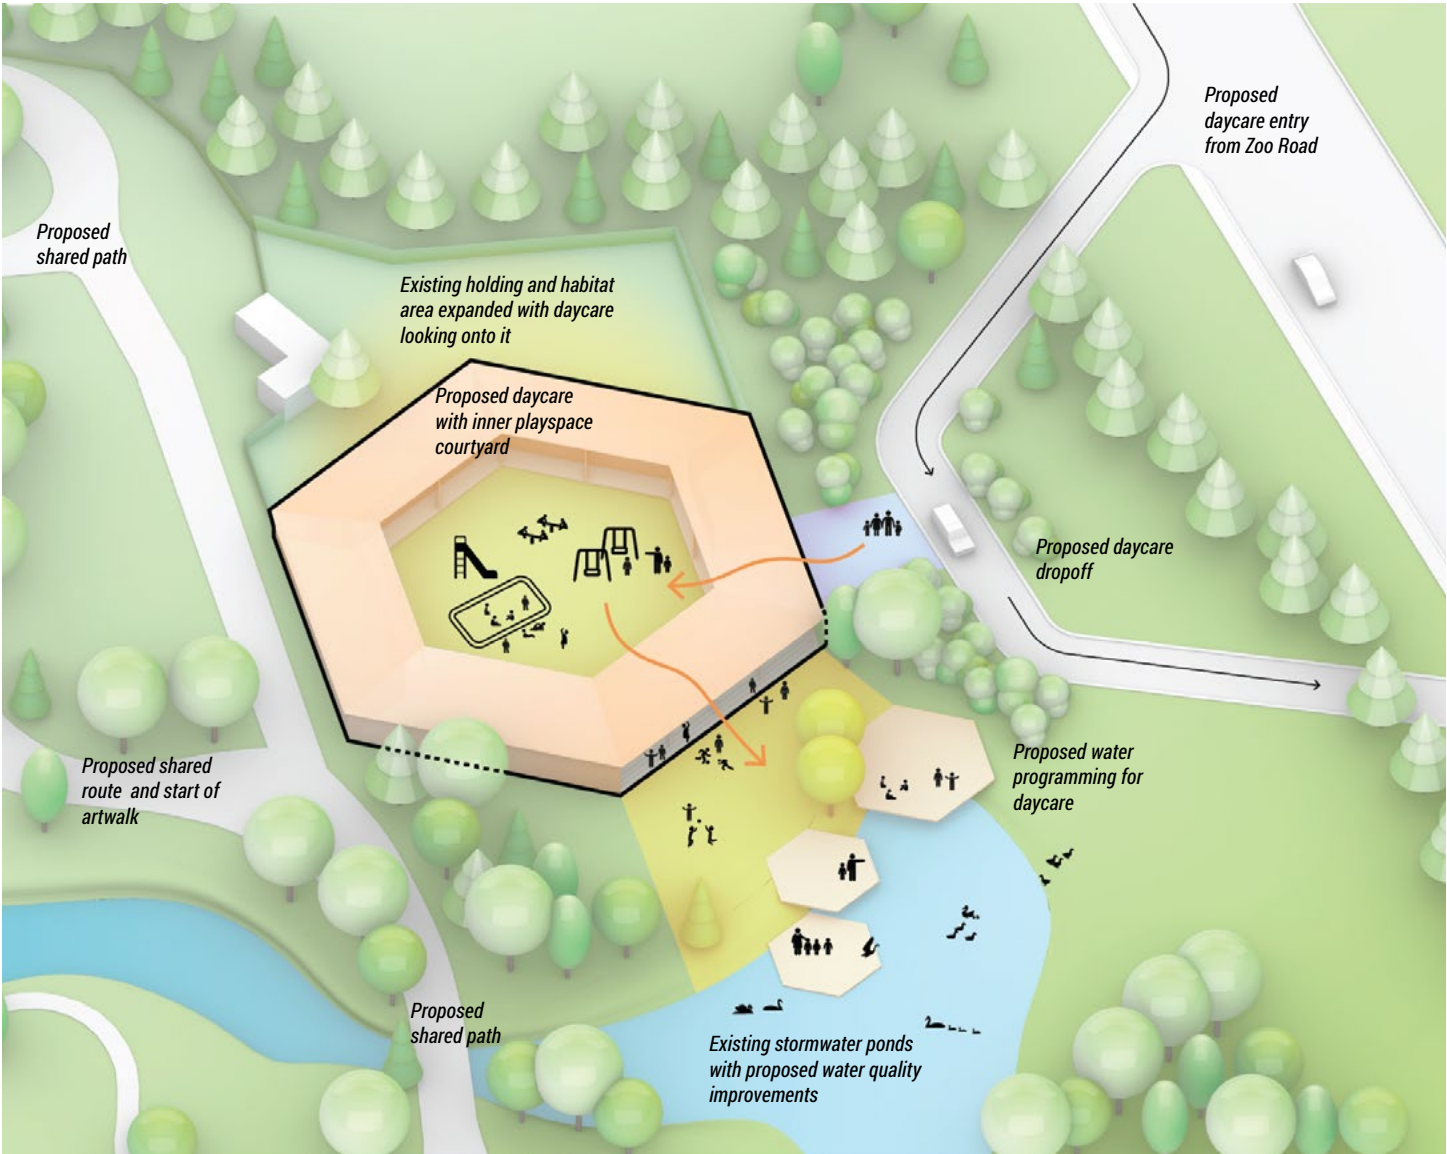 Proposed
daycare entry
from Zoo Road
Proposed
shared path
Existing holding and habitat
area expanded with daycare
looking onto it
Proposed daycare
with inner playspace
courtyard
Proposed daycare
dropoff
Proposed shared
route and start of
artwalk
Proposed water
programming for
daycare
Proposed
shared path
Existing stormwater ponds
with proposed water quality
improvements